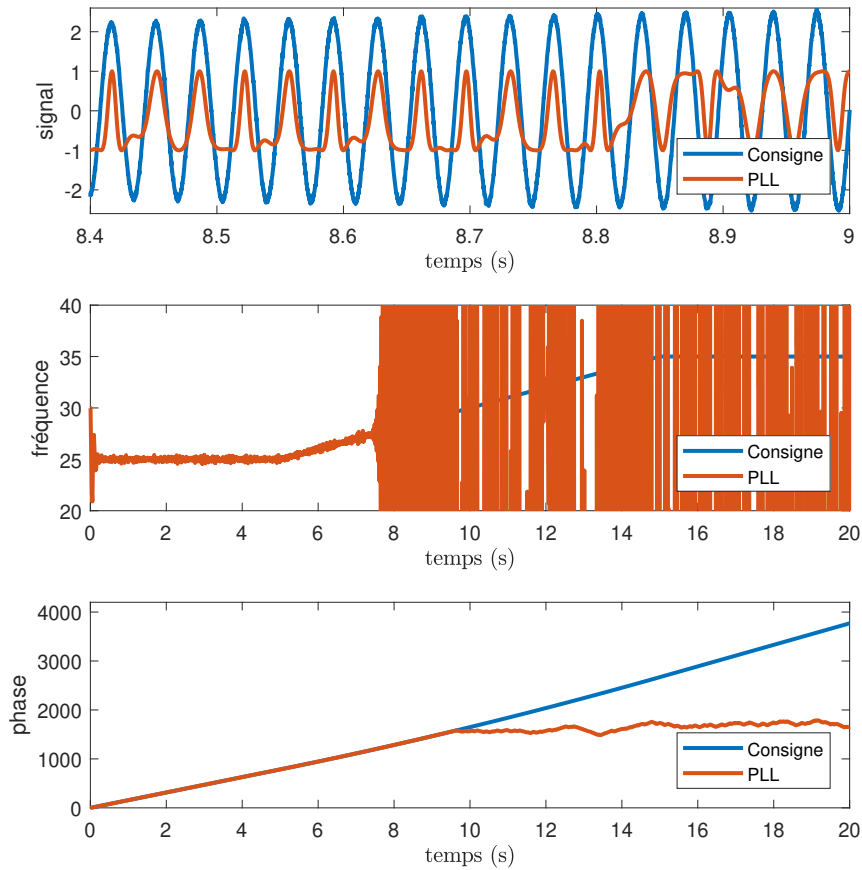 signal
2
1
0
-1
-2
8.4 8.5 8.6 8.7 8.8 8.9 9
temps (s)
Consigne
PLL
fréquence
40
35
30
25
20
0 2 4 6 8 10 12 14 16 18 20
temps (s)
Consigne
PLL
phase
4000
3000
2000
1000
0
0 2 4 6 8 10 12 14 16 18 20
temps (s)
Consigne
PLL